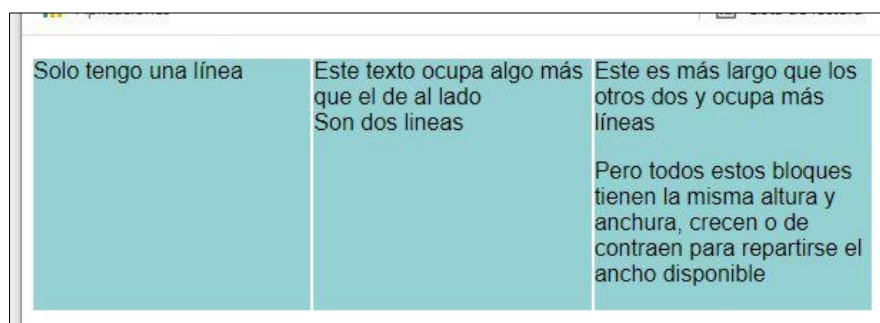 Solo tengo una línea
Este texto ocupa algo más
que el de al lado
Son dos lineas
Este es más largo que los
otros dos y ocupa más
líneas
Pero todos estos bloques
tienen la misma altura y
anchura, crecen o de
contraen para repartirse el
ancho disponible